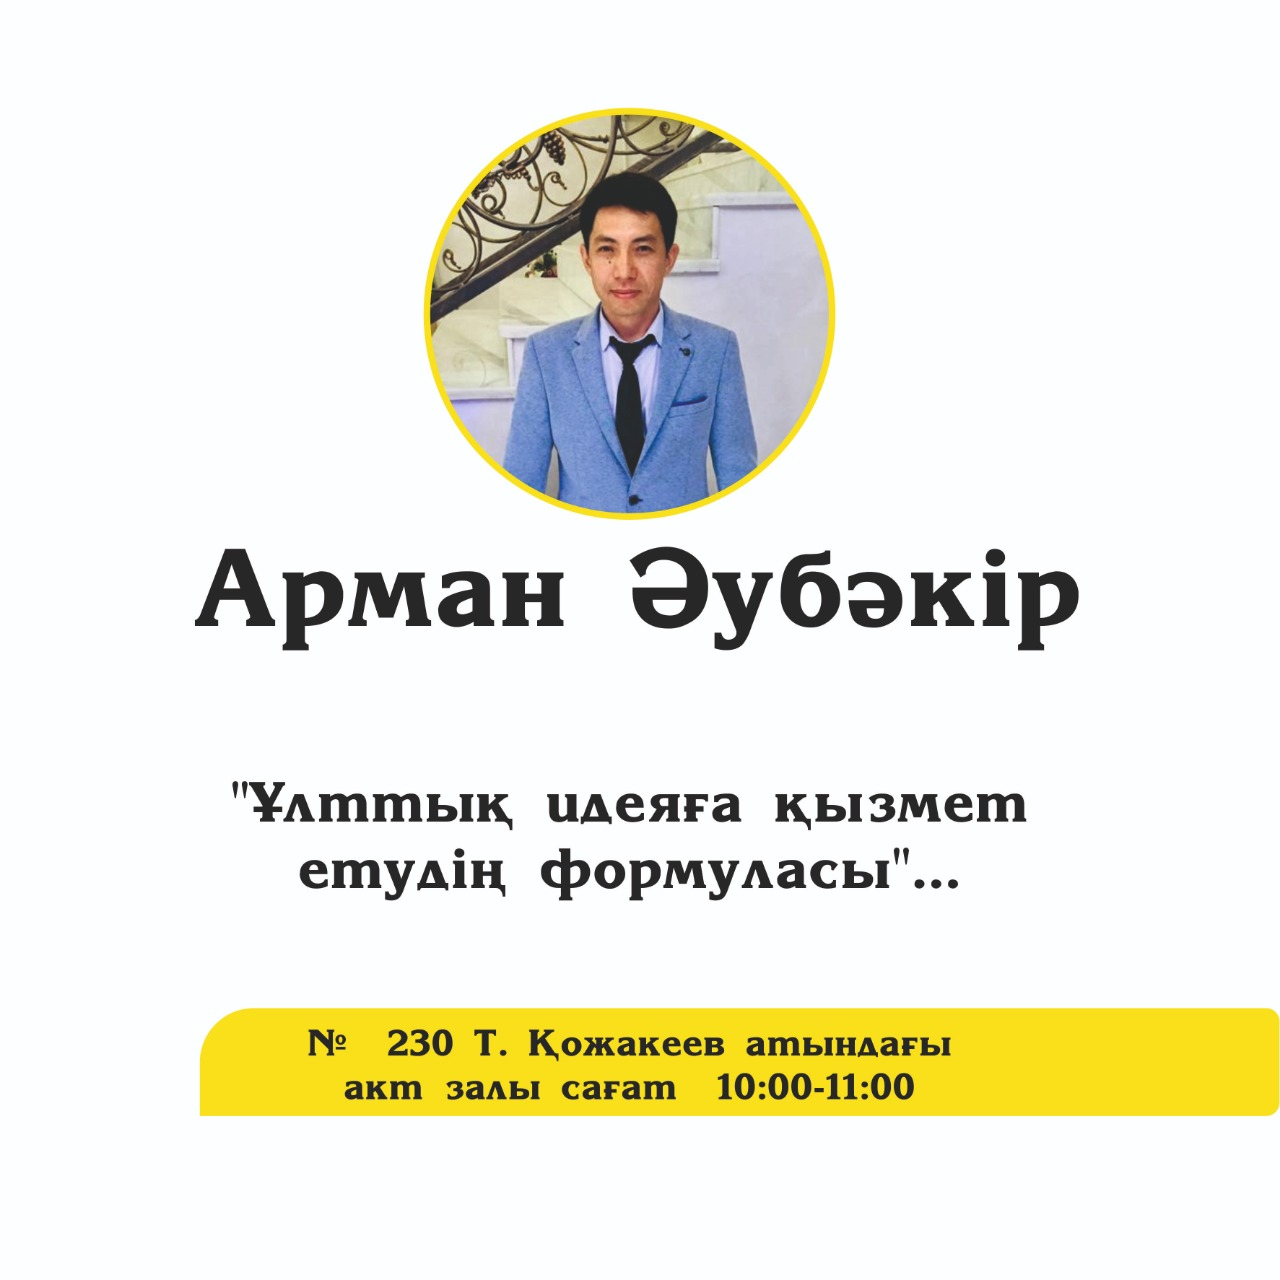 Арман Әубәкір
"Ұлттық идеяға қызмет
етудің формуласы"...
№ 230 Т. Қожакеев атындағы
акт залы сағат 10:00-11:00